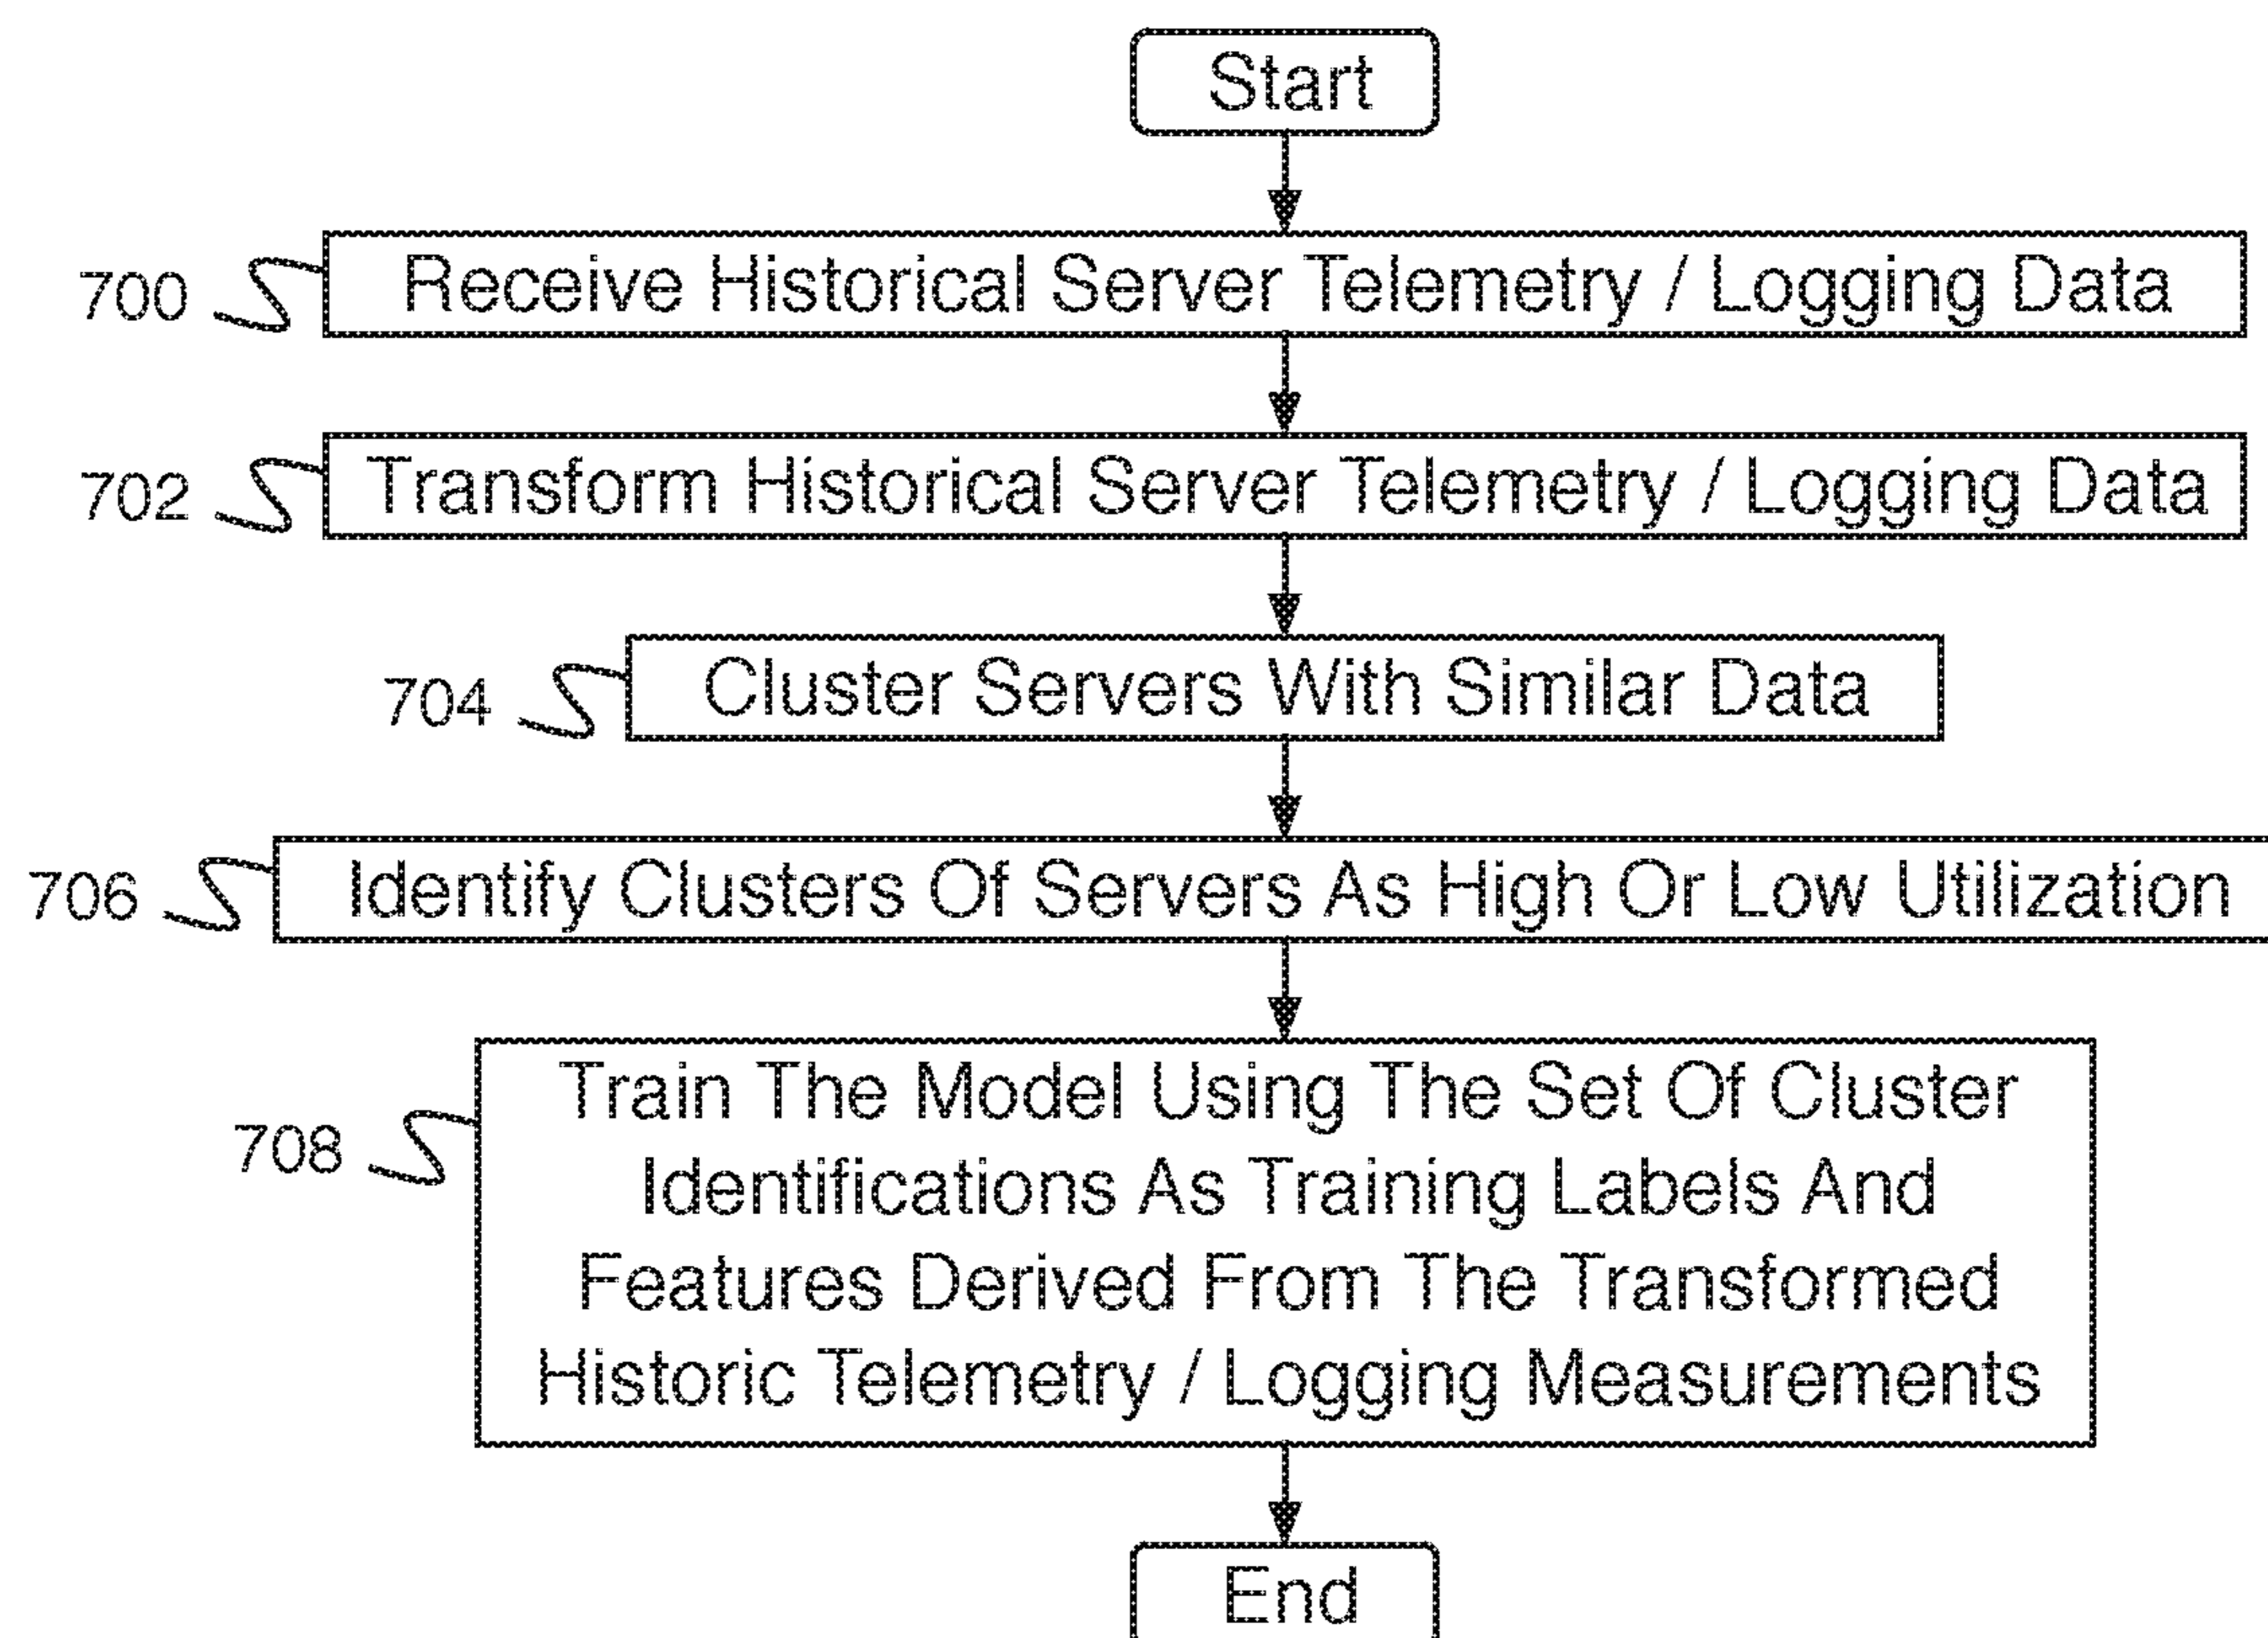 Start
700
Receive Historical Server Telemetry / Logging Data
702
Transform Historical Server Telemetry / Logging Data
704
Cluster Servers With Similar Data
706
Identify Clusters Of Servers As High Or Low Utilization
708
Train The Model Using The Set Of Cluster
Identifications As Training Labels And
Features Derived From The Transformed
Historic Telemetry / Logging Measurements
End